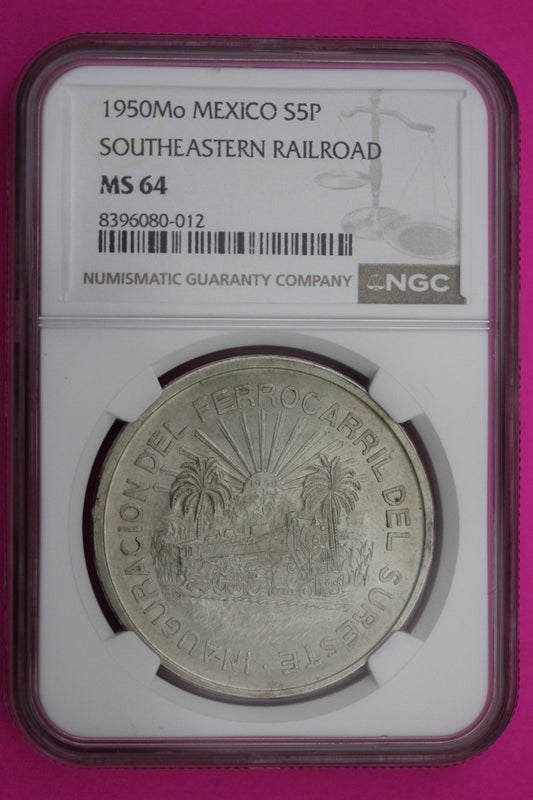 1950Mo MEXICO S5P
SOUTHEASTERN RAILROAD
MS 64
8396080-012
NUMISMATIC GUARANTY COMPANY
NGC
INAUGURACION DEL FERROCARRIL DEL SURESTE ·